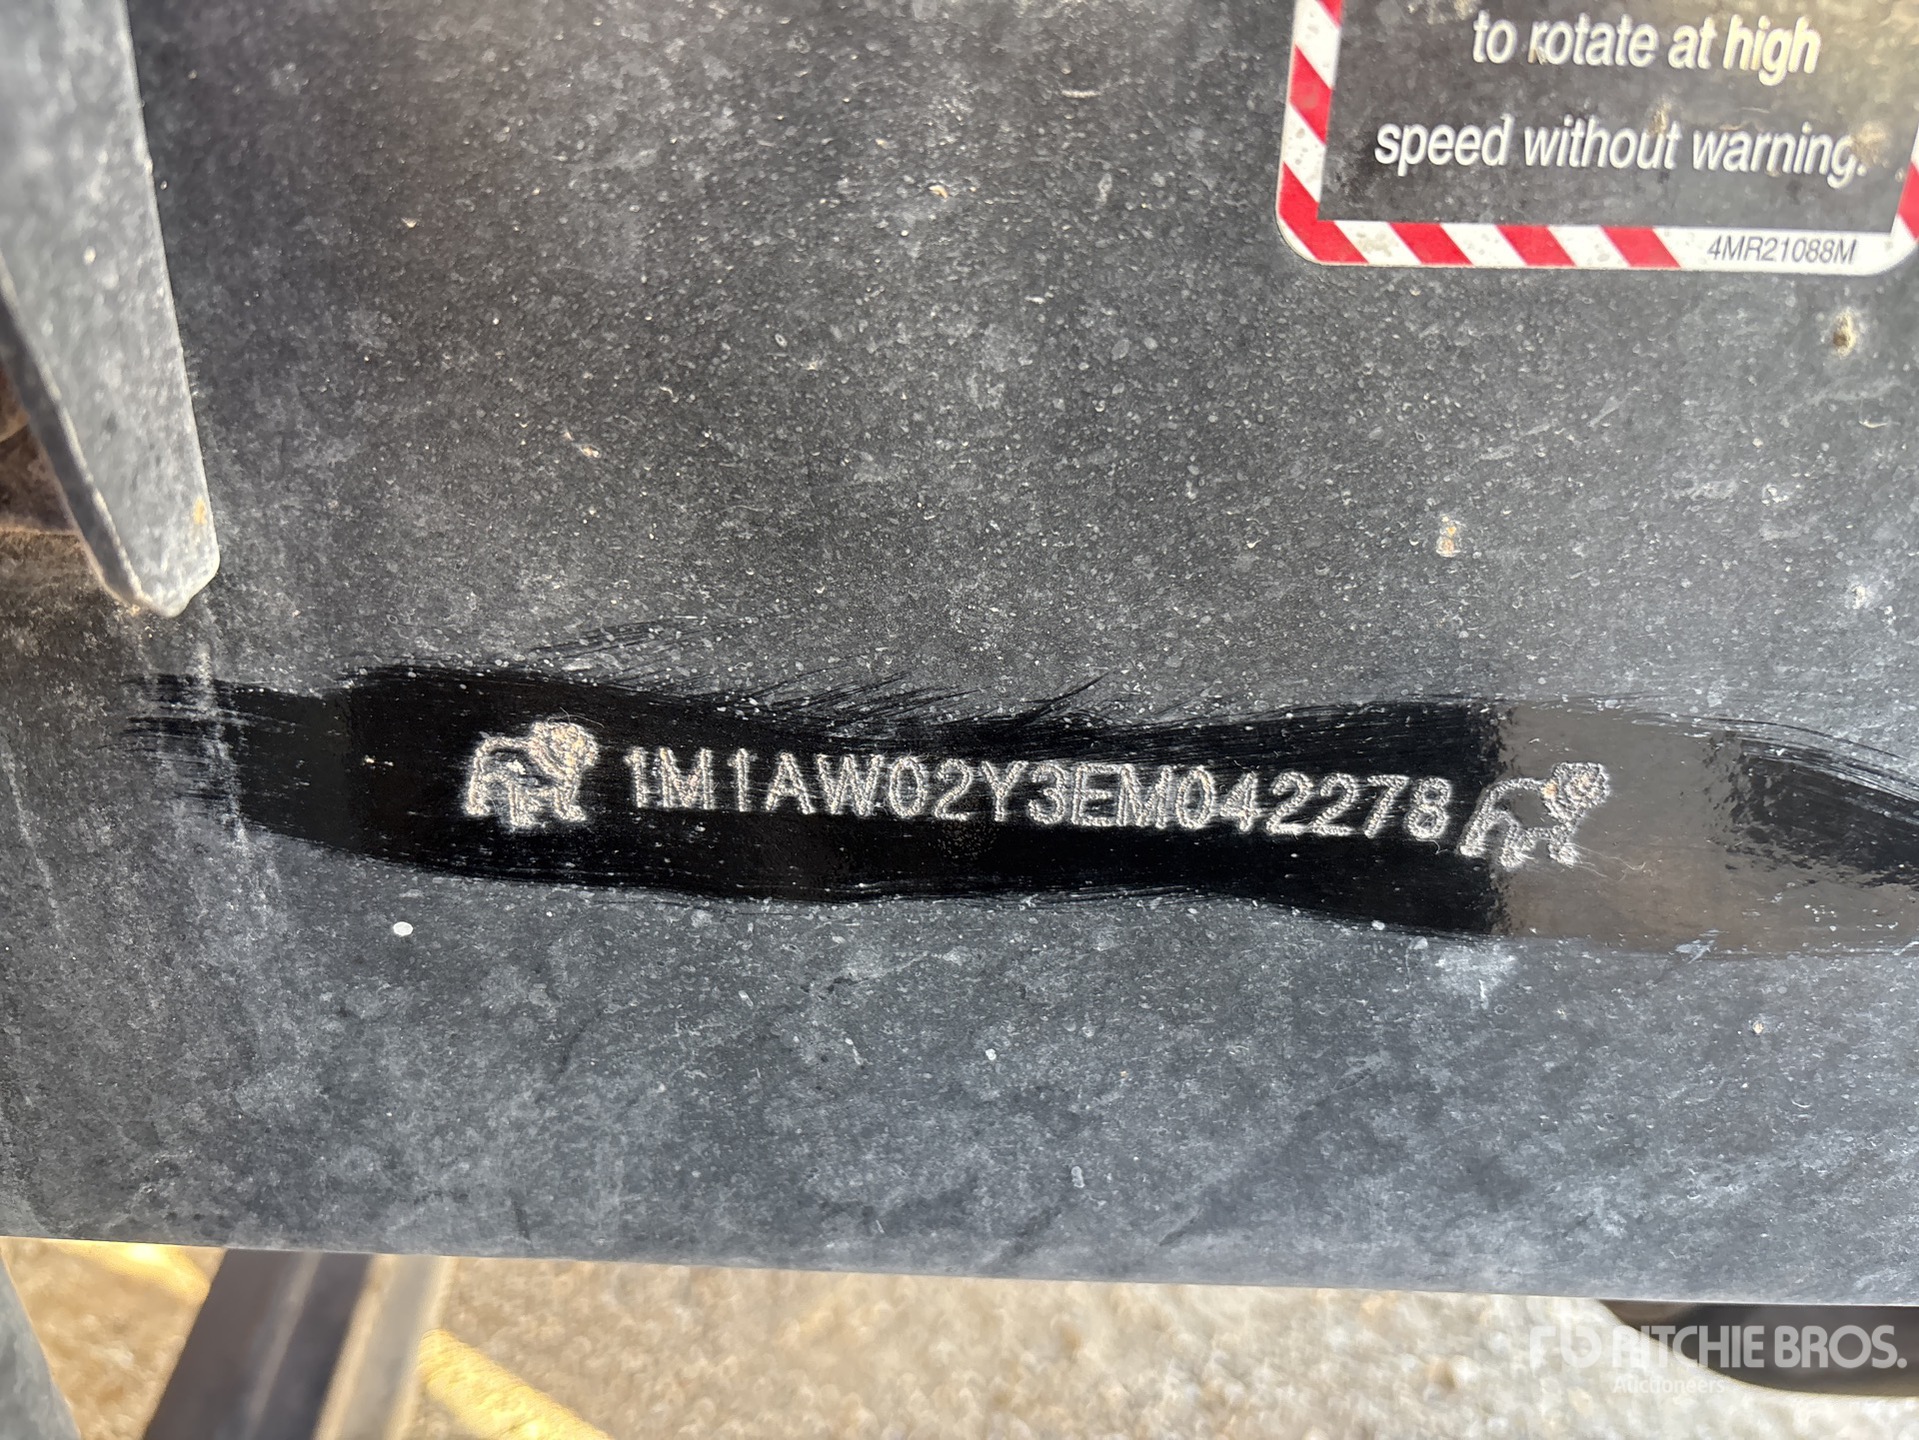 to rotate at high
speed without warning.
4MR21088M
1M1AW02Y3EM042278
RITCHIE BROS.
Auctioneers